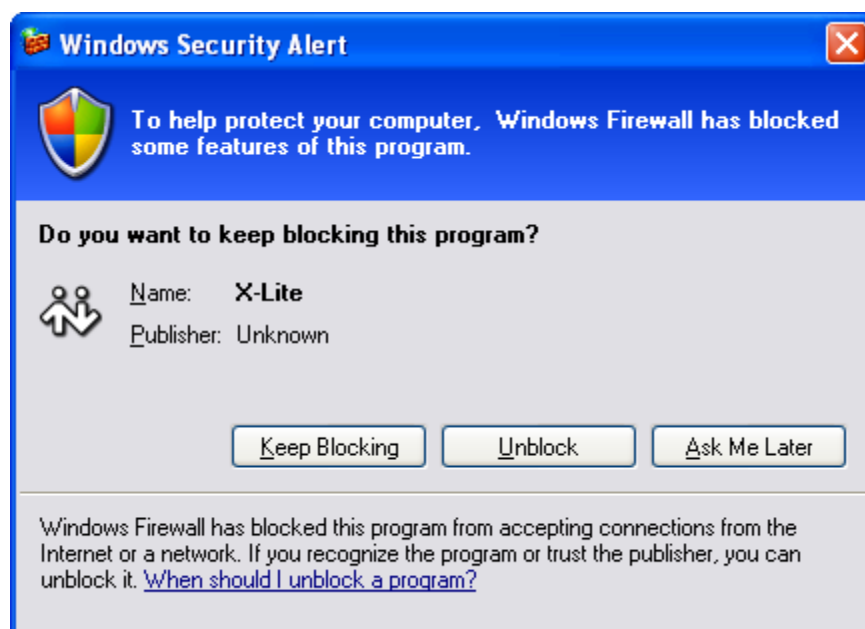 Windows Security Alert
To help protect your computer, Windows Firewall has blocked
some features of this program.
Do you want to keep blocking this program?
Name: X-Lite
Publisher: Unknown
Keep Blocking Unblock Ask Me Later
Windows Firewall has blocked this program from accepting connections from the
Internet or a network. If you recognize the program or trust the publisher, you can
unblock it. When should I unblock a program?